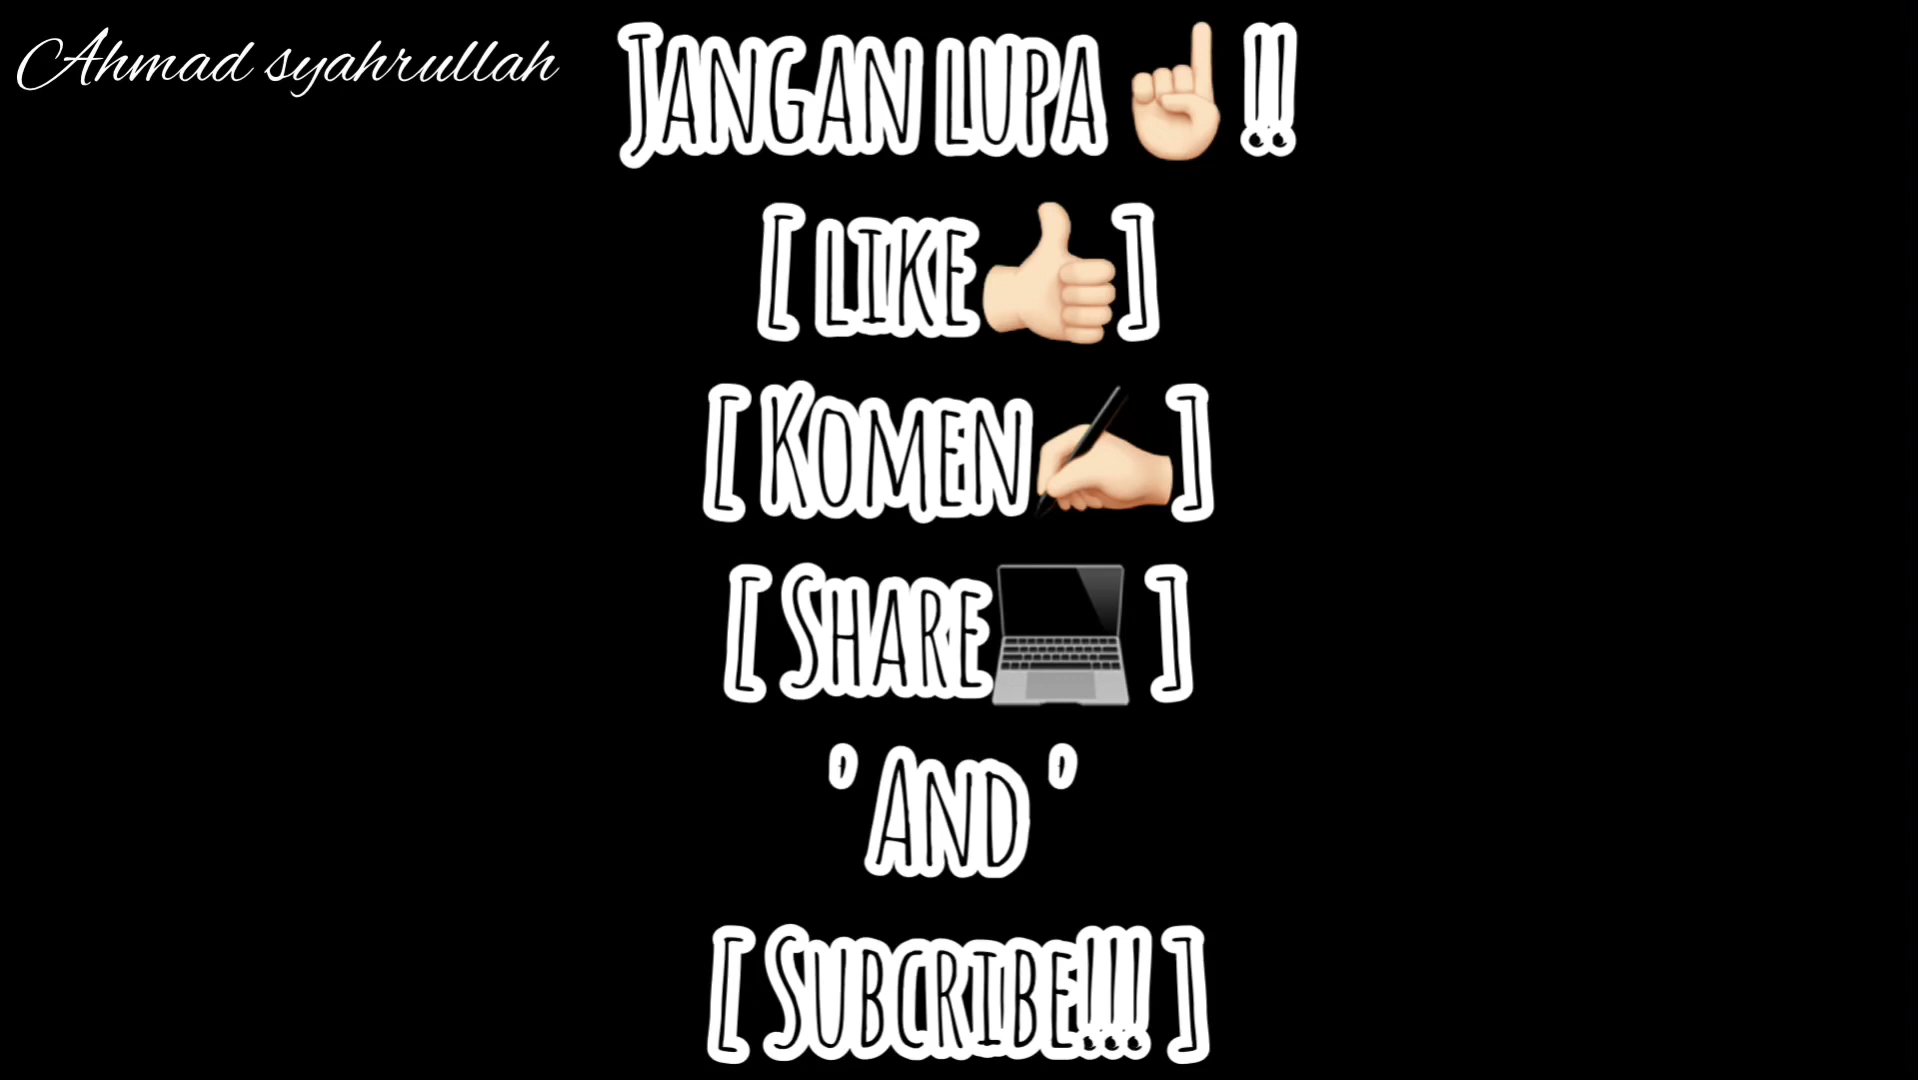 Ahmad syahrullah
Jangan lupa☝🏻!!
[ like👍🏻]
[ Komen✍🏻]
[ Share💻 ]
' And '
[ Subcribe!!! ]